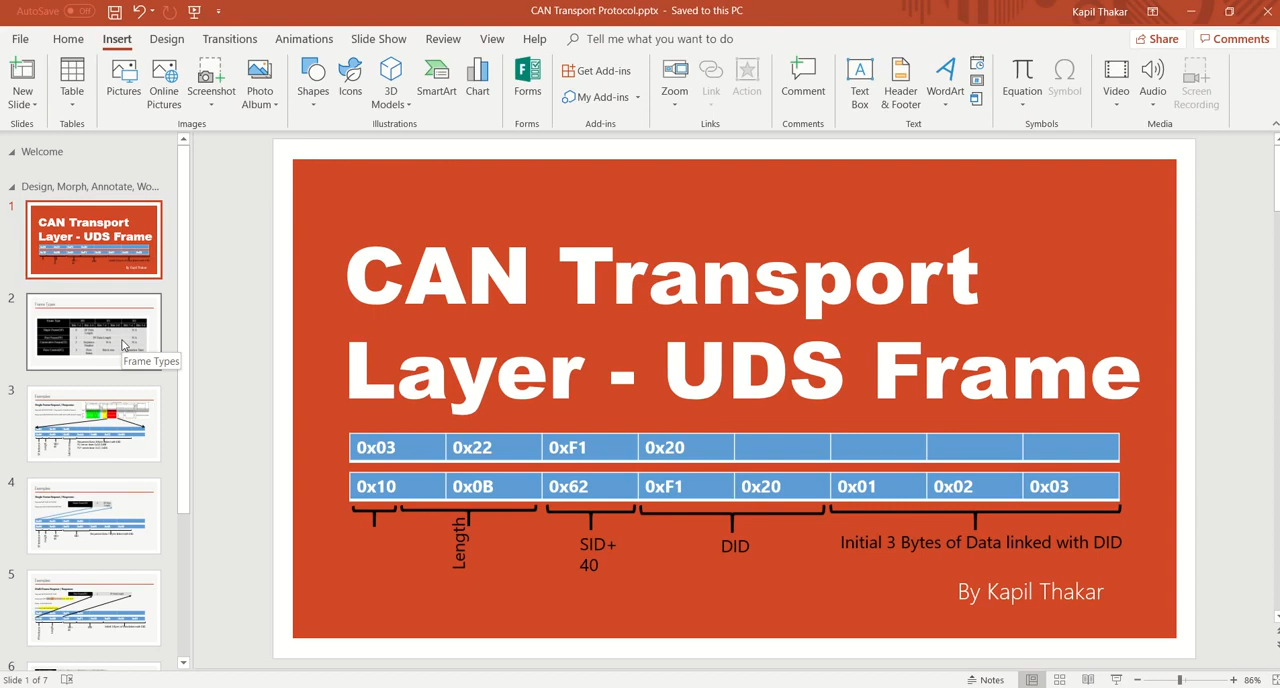 AutoSave Off
CAN Transport Protocol.pptx - Saved to this PC
Kapil Thakar
File Home Insert Design Transitions Animations Slide Show Review View Help Tell me what you want to do
Share Comments
New Slide
Table
Pictures
Online Pictures
Screenshot
Photo Album
Shapes
Icons
3D Models
SmartArt
Chart
Forms
Get Add-ins
My Add-ins
Zoom
Link
Action
Comment
Text Box
Header & Footer
WordArt
Equation
Symbol
Video
Audio
Screen Recording
Slides Tables Images Illustrations Forms Add-ins Links Comments Text Symbols Media
Welcome
Design, Morph, Annotate, Wo...
1
CAN Transport
Layer - UDS Frame
2
Frame Types
3
4
5
6
CAN Transport
Layer - UDS Frame
0x03 0x22 0xF1 0x20
0x10 0x0B 0x62 0xF1 0x20 0x01 0x02 0x03
Length
SID+
40
DID
Initial 3 Bytes of Data linked with DID
By Kapil Thakar
Slide 1 of 7
Notes
86%